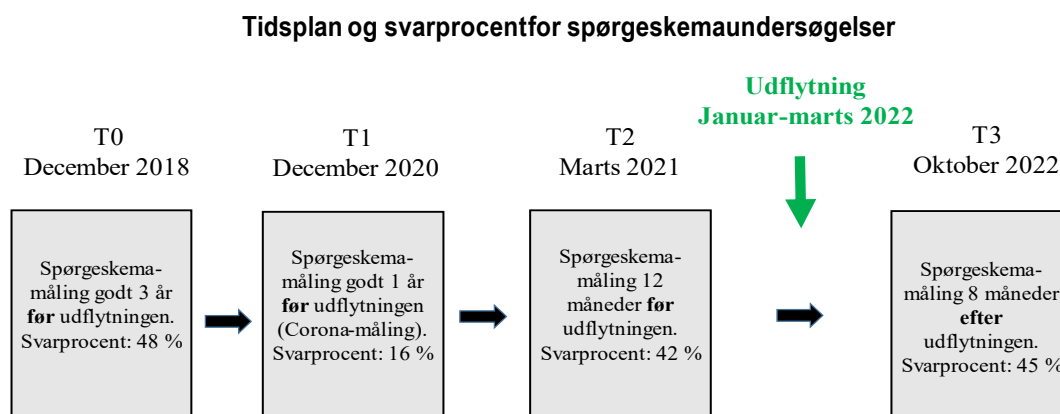 Tidsplan og svarprocentfor spørgeskemaundersøgelser
Udflytning
Januar-marts 2022
T0
December 2018
T1
December 2020
T2
Marts 2021
T3
Oktober 2022
Spørgeskema-
måling godt 3 år
før udflytningen.
Svarprocent: 48 %
Spørgeskema-
måling godt 1 år
før udflytningen
(Corona-måling).
Svarprocent: 16 %
Spørgeskema-
måling 12
måneder før
udflytningen.
Svarprocent: 42 %
Spørgeskema-
måling 8 måneder
efter
udflytningen.
Svarprocent: 45 %